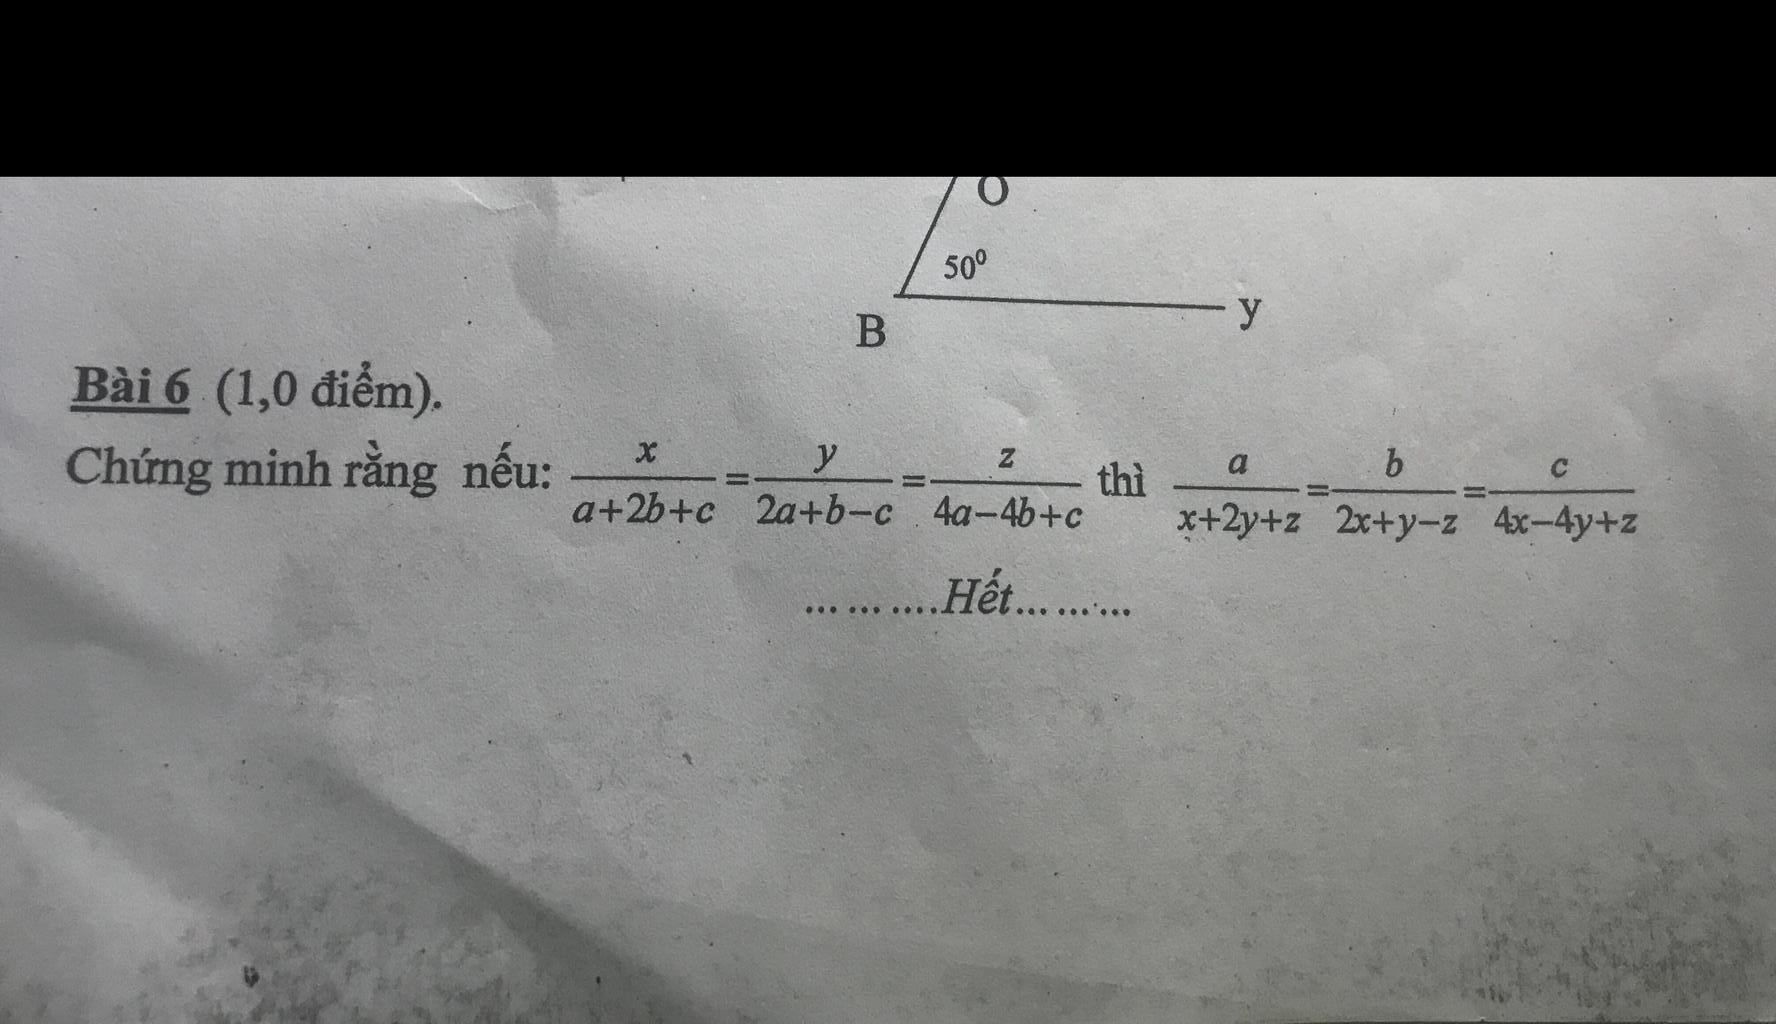 O
50⁰
B
y
Bài 6 (1,0 điểm).
Chứng minh rằng nếu: x/(a+2b+c) = y/(2a+b−c) = z/(4a−4b+c) thì a/(x+2y+z) = b/(2x+y−z) = c/(4x−4y+z)
... ... ....Hết... ... ...